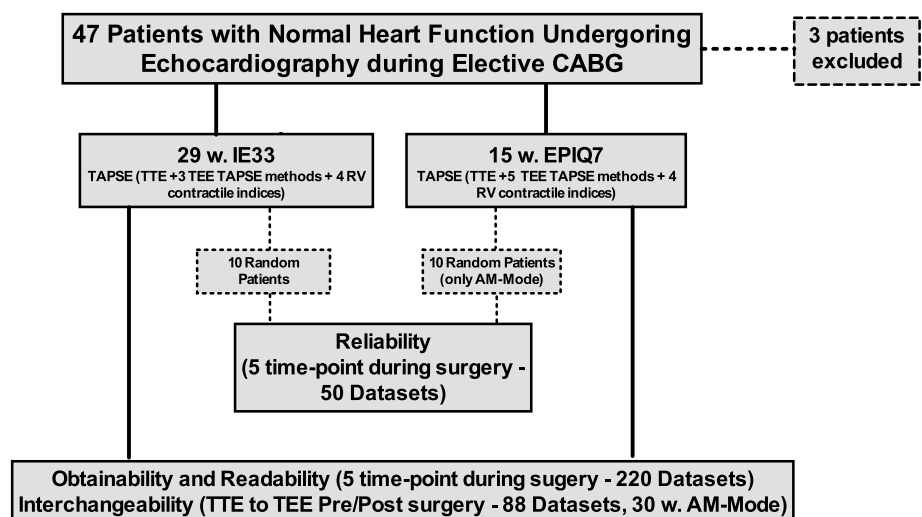 47 Patients with Normal Heart Function Undergoring
Echocardiography during Elective CABG
3 patients
excluded
29 w. IE33
TAPSE (TTE +3 TEE TAPSE methods + 4 RV
contractile indices)
15 w. EPIQ7
TAPSE (TTE +5 TEE TAPSE methods + 4
RV contractile indices)
10 Random
Patients
10 Random Patients
(only AM-Mode)
Reliability
(5 time-point during surgery -
50 Datasets)
Obtainability and Readability (5 time-point during sugery - 220 Datasets)
Interchangeability (TTE to TEE Pre/Post surgery - 88 Datasets, 30 w. AM-Mode)